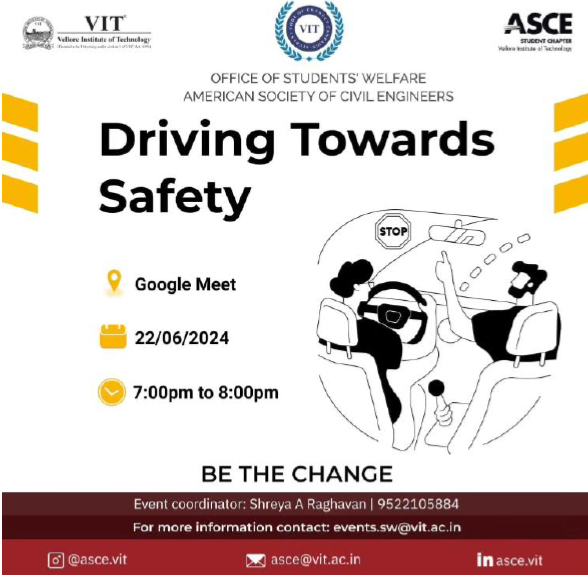 VIT®
Vellore Institute of Technology
VIT
ASCE
STUDENT CHAPTER
Vellore Institute of Technology
OFFICE OF STUDENTS' WELFARE
AMERICAN SOCIETY OF CIVIL ENGINEERS
Driving Towards
Safety
STOP
Google Meet
22/06/2024
7:00pm to 8:00pm
BE THE CHANGE
Event coordinator: Shreya A Raghavan | 9522105884
For more information contact: events.sw@vit.ac.in
@asce.vit
asce@vit.ac.in
in asce.vit